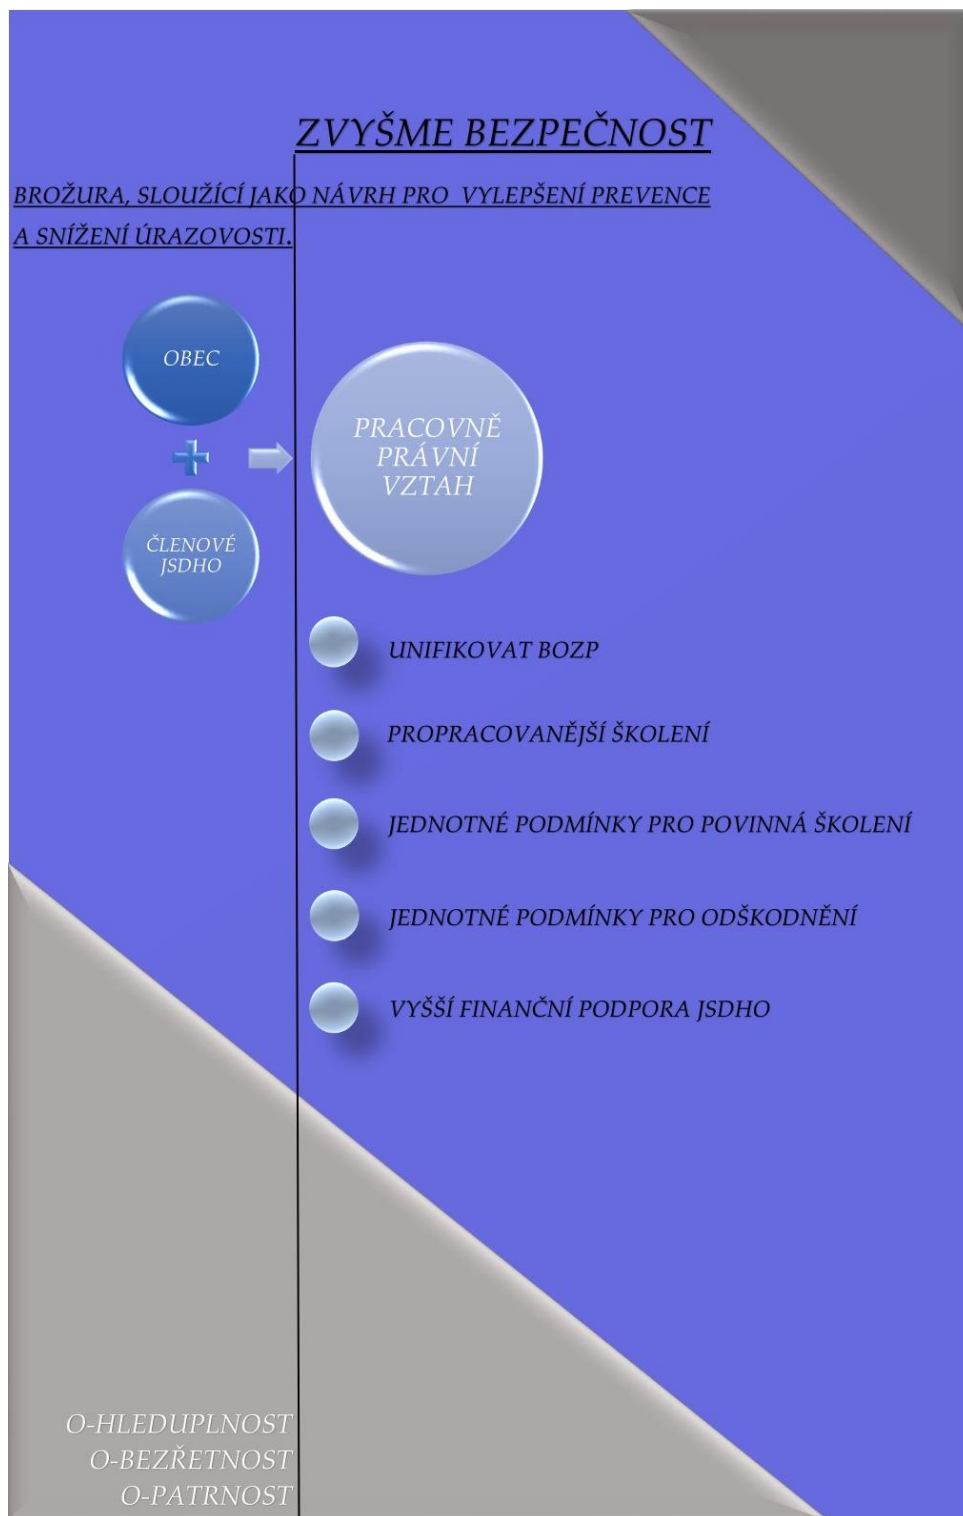 ZVYŠME BEZPEČNOST
BROŽURA, SLOUŽÍCÍ JAKO NÁVRH PRO VYLEPŠENÍ PREVENCE
A SNÍŽENÍ ÚRAZOVOSTI.
OBEC
ČLENOVÉ
JSDHO
PRACOVNĚ
PRÁVNÍ
VZTAH
UNIFIKOVAT BOZP
PROPRACOVANĚJŠÍ ŠKOLENÍ
JEDNOTNÉ PODMÍNKY PRO POVINNÁ ŠKOLENÍ
JEDNOTNÉ PODMÍNKY PRO ODŠKODNĚNÍ
VYŠŠÍ FINANČNÍ PODPORA JSDHO
O-HLEDUPLNOST
O-BEZŘETNOST
O-PATRNOST